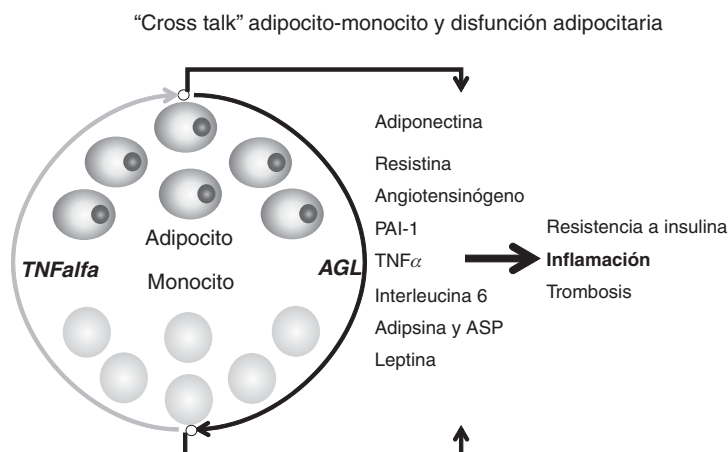 “Cross talk” adipocito-monocito y disfunción adipocitaria
Adipocito
Monocito
TNFalfa
AGL
Adiponectina
Resistina
Angiotensinógeno
PAI-1
TNFα
Interleucina 6
Adipsina y ASP
Leptina
Resistencia a insulina
Inflamación
Trombosis